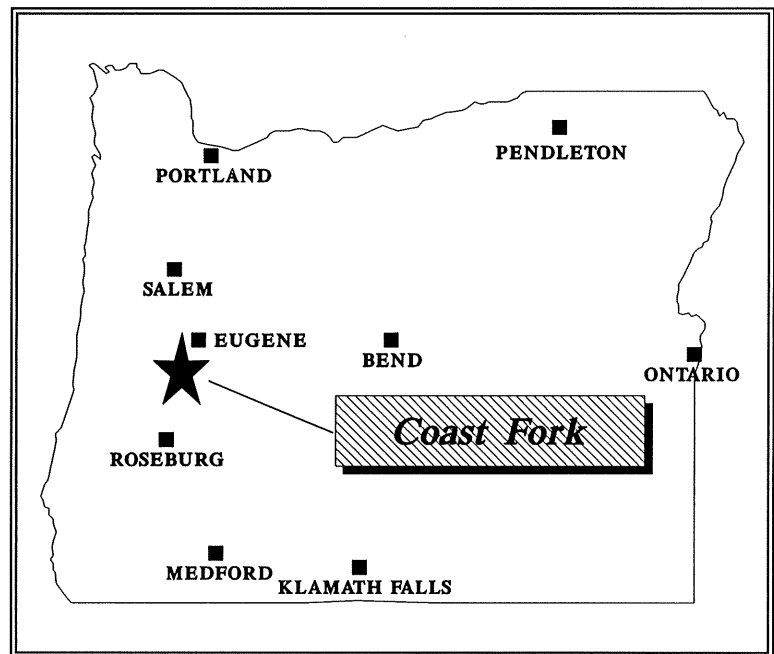 PENDLETON
PORTLAND
SALEM
EUGENE
BEND
ONTARIO
Coast Fork
ROSEBURG
MEDFORD
KLAMATH FALLS